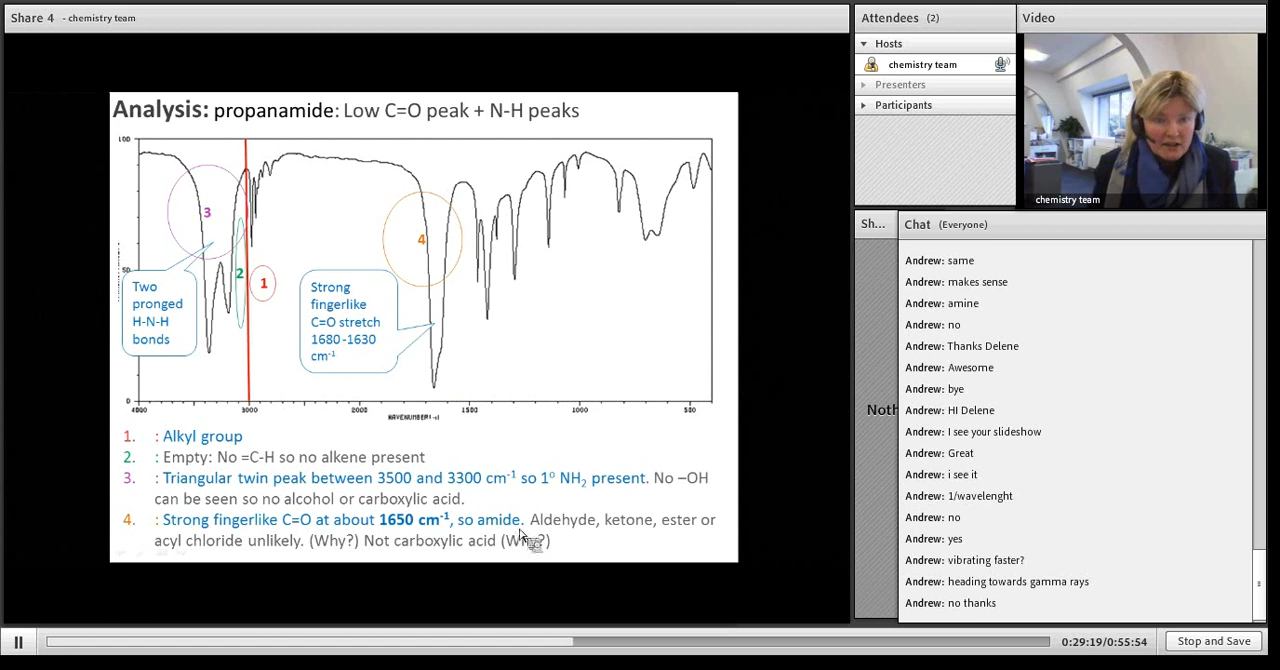 Share 4 - chemistry team
Attendees (2)
Video
Hosts
chemistry team
Presenters
Participants
chemistry team
Analysis: propanamide: Low C=O peak + N-H peaks
100
50
0
4000
3000
2000
1500
1000
500
3
2
1
4
Two
pronged
H-N-H
bonds
Strong
fingerlike
C=O stretch
1680-1630
cm-1
1. : Alkyl group
2. : Empty: No =C-H so no alkene present
3. : Triangular twin peak between 3500 and 3300 cm-1 so 1o NH2 present. No –OH
can be seen so no alcohol or carboxylic acid.
4. : Strong fingerlike C=O at about 1650 cm-1, so amide. Aldehyde, ketone, ester or
acyl chloride unlikely. (Why?) Not carboxylic acid
Sh...
Noth
Chat (Everyone)
Andrew: same
Andrew: makes sense
Andrew: amine
Andrew: no
Andrew: Thanks Delene
Andrew: Awesome
Andrew: bye
Andrew: HI Delene
Andrew: I see your slideshow
Andrew: Great
Andrew: i see it
Andrew: 1/wavelenght
Andrew: no
Andrew: yes
Andrew: vibrating faster?
Andrew: heading towards gamma rays
Andrew: no thanks
0:29:19/0:55:54
Stop and Save